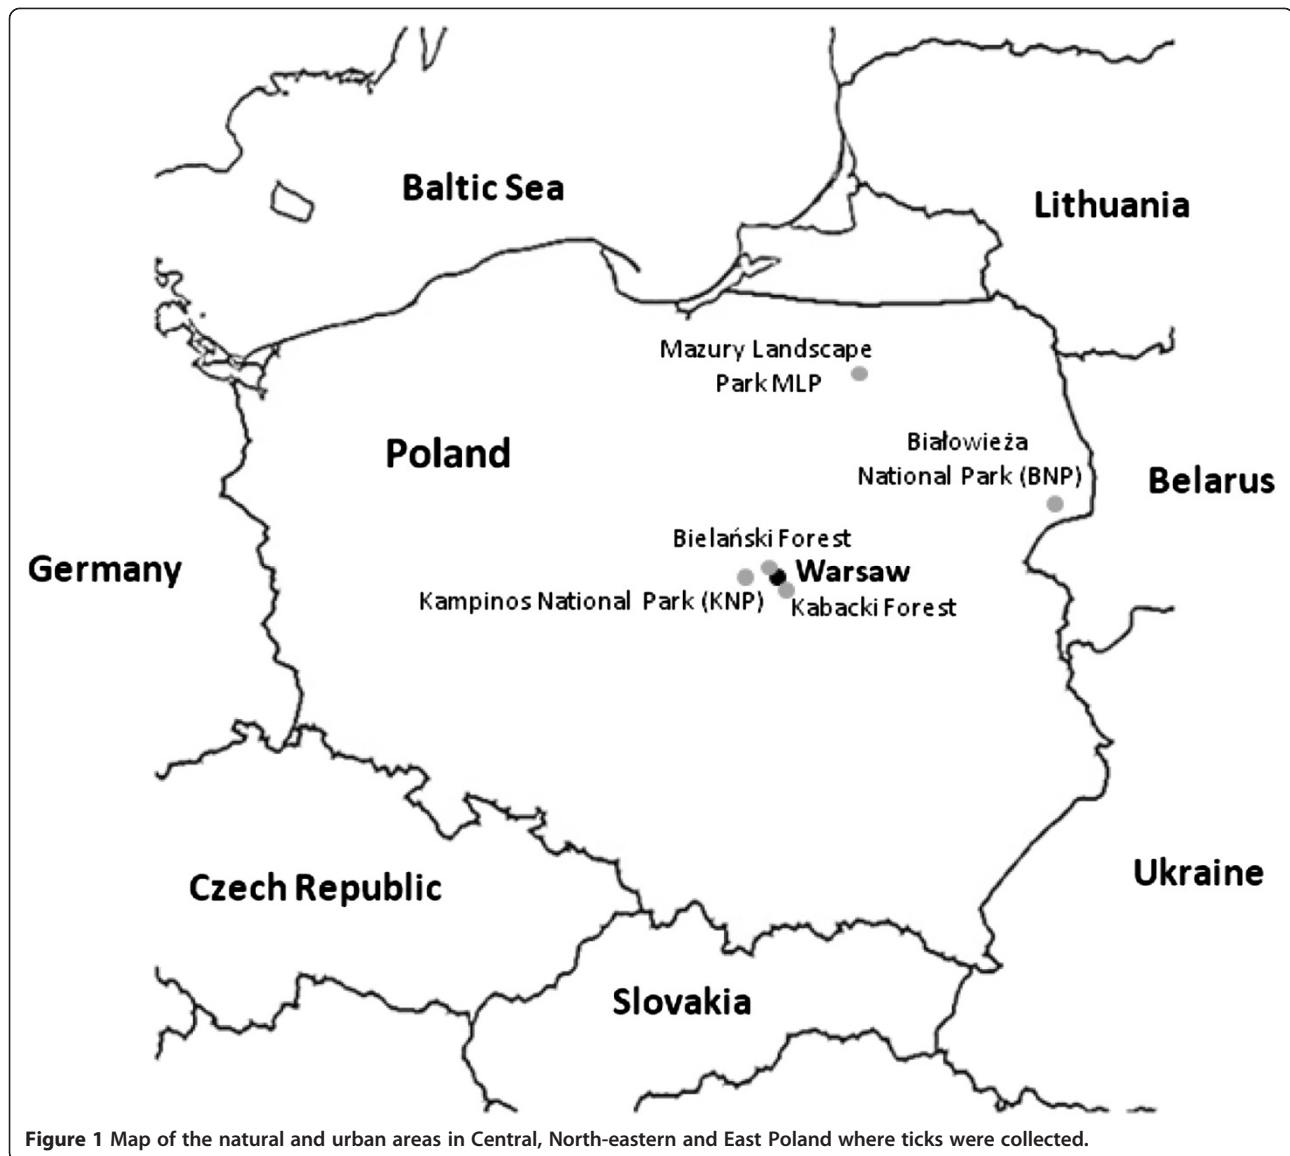 Baltic Sea
Lithuania
Mazury Landscape
Park MLP
Poland
Białowieża
National Park (BNP)
Belarus
Bielański Forest
Germany
Warsaw
Kampinos National Park (KNP)
Kabacki Forest
Czech Republic
Ukraine
Slovakia
Figure 1 Map of the natural and urban areas in Central, North-eastern and East Poland where ticks were collected.